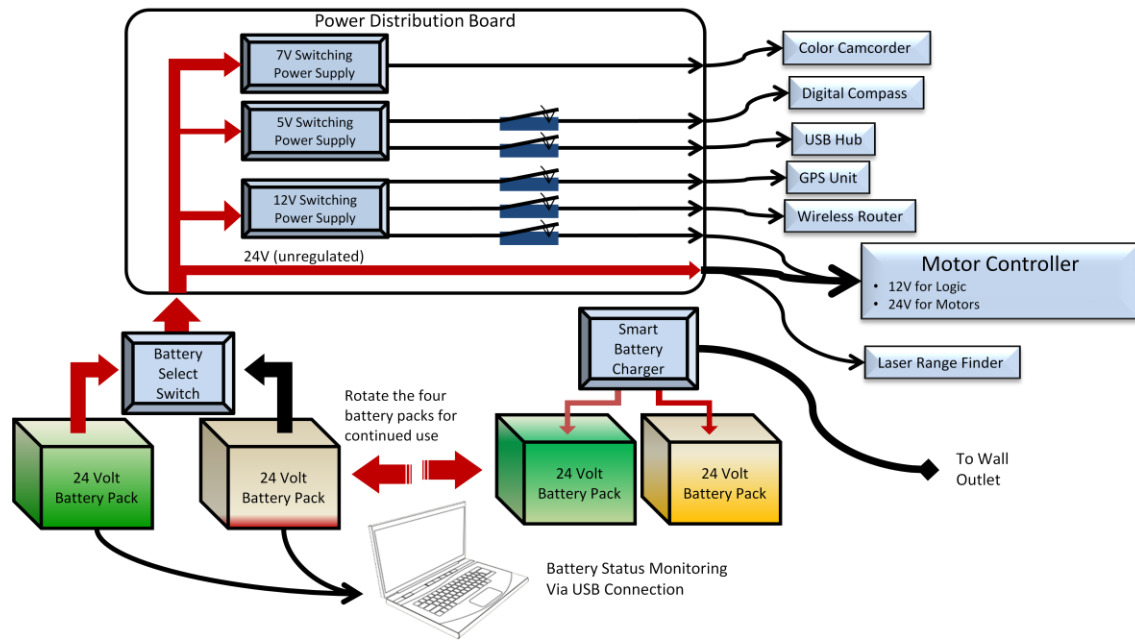 Power Distribution Board
7V Switching
Power Supply
Color Camcorder
5V Switching
Power Supply
Digital Compass
USB Hub
12V Switching
Power Supply
GPS Unit
Wireless Router
24V (unregulated)
Motor Controller
• 12V for Logic
• 24V for Motors
Laser Range Finder
Battery
Select
Switch
Smart
Battery
Charger
Rotate the four
battery packs for
continued use
24 Volt
Battery Pack
24 Volt
Battery Pack
24 Volt
Battery Pack
24 Volt
Battery Pack
To Wall
Outlet
Battery Status Monitoring
Via USB Connection